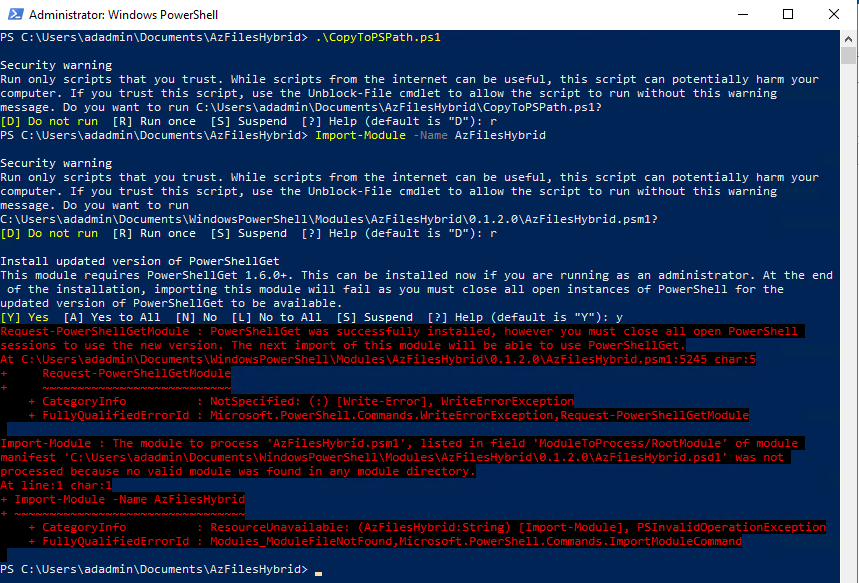 Administrator: Windows PowerShell
PS C:\Users\adadmin\Documents\AzFilesHybrid> .\CopyToPSPath.ps1
Security warning
Run only scripts that you trust. While scripts from the internet can be useful, this script can potentially harm your
computer. If you trust this script, use the Unblock-File cmdlet to allow the script to run without this warning
message. Do you want to run C:\Users\adadmin\Documents\AzFilesHybrid\CopyToPSPath.ps1?
[D] Do not run  [R] Run once  [S] Suspend  [?] Help (default is "D"): r
PS C:\Users\adadmin\Documents\AzFilesHybrid> Import-Module -Name AzFilesHybrid
Security warning
Run only scripts that you trust. While scripts from the internet can be useful, this script can potentially harm your
computer. If you trust this script, use the Unblock-File cmdlet to allow the script to run without this warning
message. Do you want to run
C:\Users\adadmin\Documents\WindowsPowerShell\Modules\AzFilesHybrid\0.1.2.0\AzFilesHybrid.psm1?
[D] Do not run  [R] Run once  [S] Suspend  [?] Help (default is "D"): r
Install updated version of PowerShellGet
This module requires PowerShellGet 1.6.0+. This can be installed now if you are running as an administrator. At the end
 of the installation, importing this module will fail as you must close all open instances of PowerShell for the
updated version of PowerShellGet to be available.
[Y] Yes  [A] Yes to All  [N] No  [L] No to All  [S] Suspend  [?] Help (default is "Y"): y
Request-PowerShellGetModule : PowerShellGet was successfully installed, however you must close all open PowerShell
sessions to use the new version. The next import of this module will be able to use PowerShellGet.
At C:\Users\adadmin\Documents\WindowsPowerShell\Modules\AzFilesHybrid\0.1.2.0\AzFilesHybrid.psm1:5245 char:5
+     Request-PowerShellGetModule
+     ~~~~~~~~~~~~~~~~~~~~~~~~~~~
    + CategoryInfo          : NotSpecified: (:) [Write-Error], WriteErrorException
    + FullyQualifiedErrorId : Microsoft.PowerShell.Commands.WriteErrorException,Request-PowerShellGetModule
Import-Module : The module to process 'AzFilesHybrid.psm1', listed in field 'ModuleToProcess/RootModule' of module
manifest 'C:\Users\adadmin\Documents\WindowsPowerShell\Modules\AzFilesHybrid\0.1.2.0\AzFilesHybrid.psd1' was not
processed because no valid module was found in any module directory.
At line:1 char:1
+ Import-Module -Name AzFilesHybrid
+ ~~~~~~~~~~~~~~~~~~~~~~~~~~~~~~~~~
    + CategoryInfo          : ResourceUnavailable: (AzFilesHybrid:String) [Import-Module], PSInvalidOperationException
    + FullyQualifiedErrorId : Modules_ModuleFileNotFound,Microsoft.PowerShell.Commands.ImportModuleCommand
PS C:\Users\adadmin\Documents\AzFilesHybrid> _